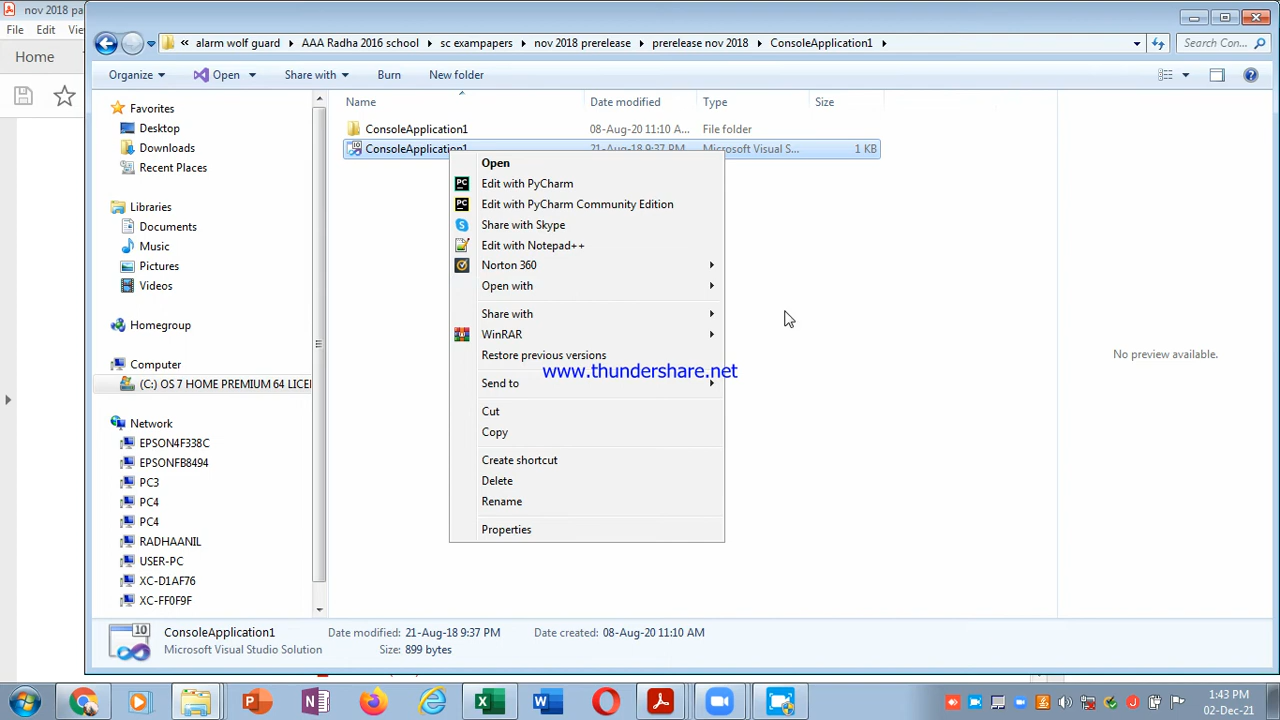 nov 2018 pa
File Edit Vie
Home
« alarm wolf guard AAA Radha 2016 school sc exampapers nov 2018 prerelease prerelease nov 2018 ConsoleApplication1
Search Con...
Organize Open Share with Burn New folder
Name Date modified Type Size
Favorites
Desktop
Downloads
Recent Places
Libraries
Documents
Music
Pictures
Videos
Homegroup
Computer
(C:) OS 7 HOME PREMIUM 64 LICE
Network
EPSON4F338C
EPSONFB8494
PC3
PC4
PC4
RADHAANIL
USER-PC
XC-D1AF76
XC-FF0F9F
ConsoleApplication1 08-Aug-20 11:10 A... File folder
ConsoleApplication1 21-Aug-18 9:37 PM Microsoft Visual S... 1 KB
Open
Edit with PyCharm
Edit with PyCharm Community Edition
Share with Skype
Edit with Notepad++
Norton 360
Open with
Share with
WinRAR
Restore previous versions
www.thundershare.net
Send to
Cut
Copy
Create shortcut
Delete
Rename
Properties
No preview available.
10
ConsoleApplication1 Date modified: 21-Aug-18 9:37 PM Date created: 08-Aug-20 11:10 AM
Microsoft Visual Studio Solution Size: 899 bytes
1:43 PM
02-Dec-21